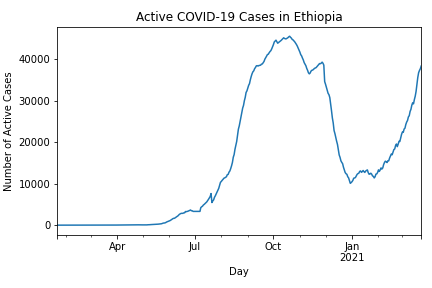 Active COVID-19 Cases in Ethiopia
Number of Active Cases
40000
30000
20000
10000
0
Apr
Jul
Oct
Jan
2021
Day